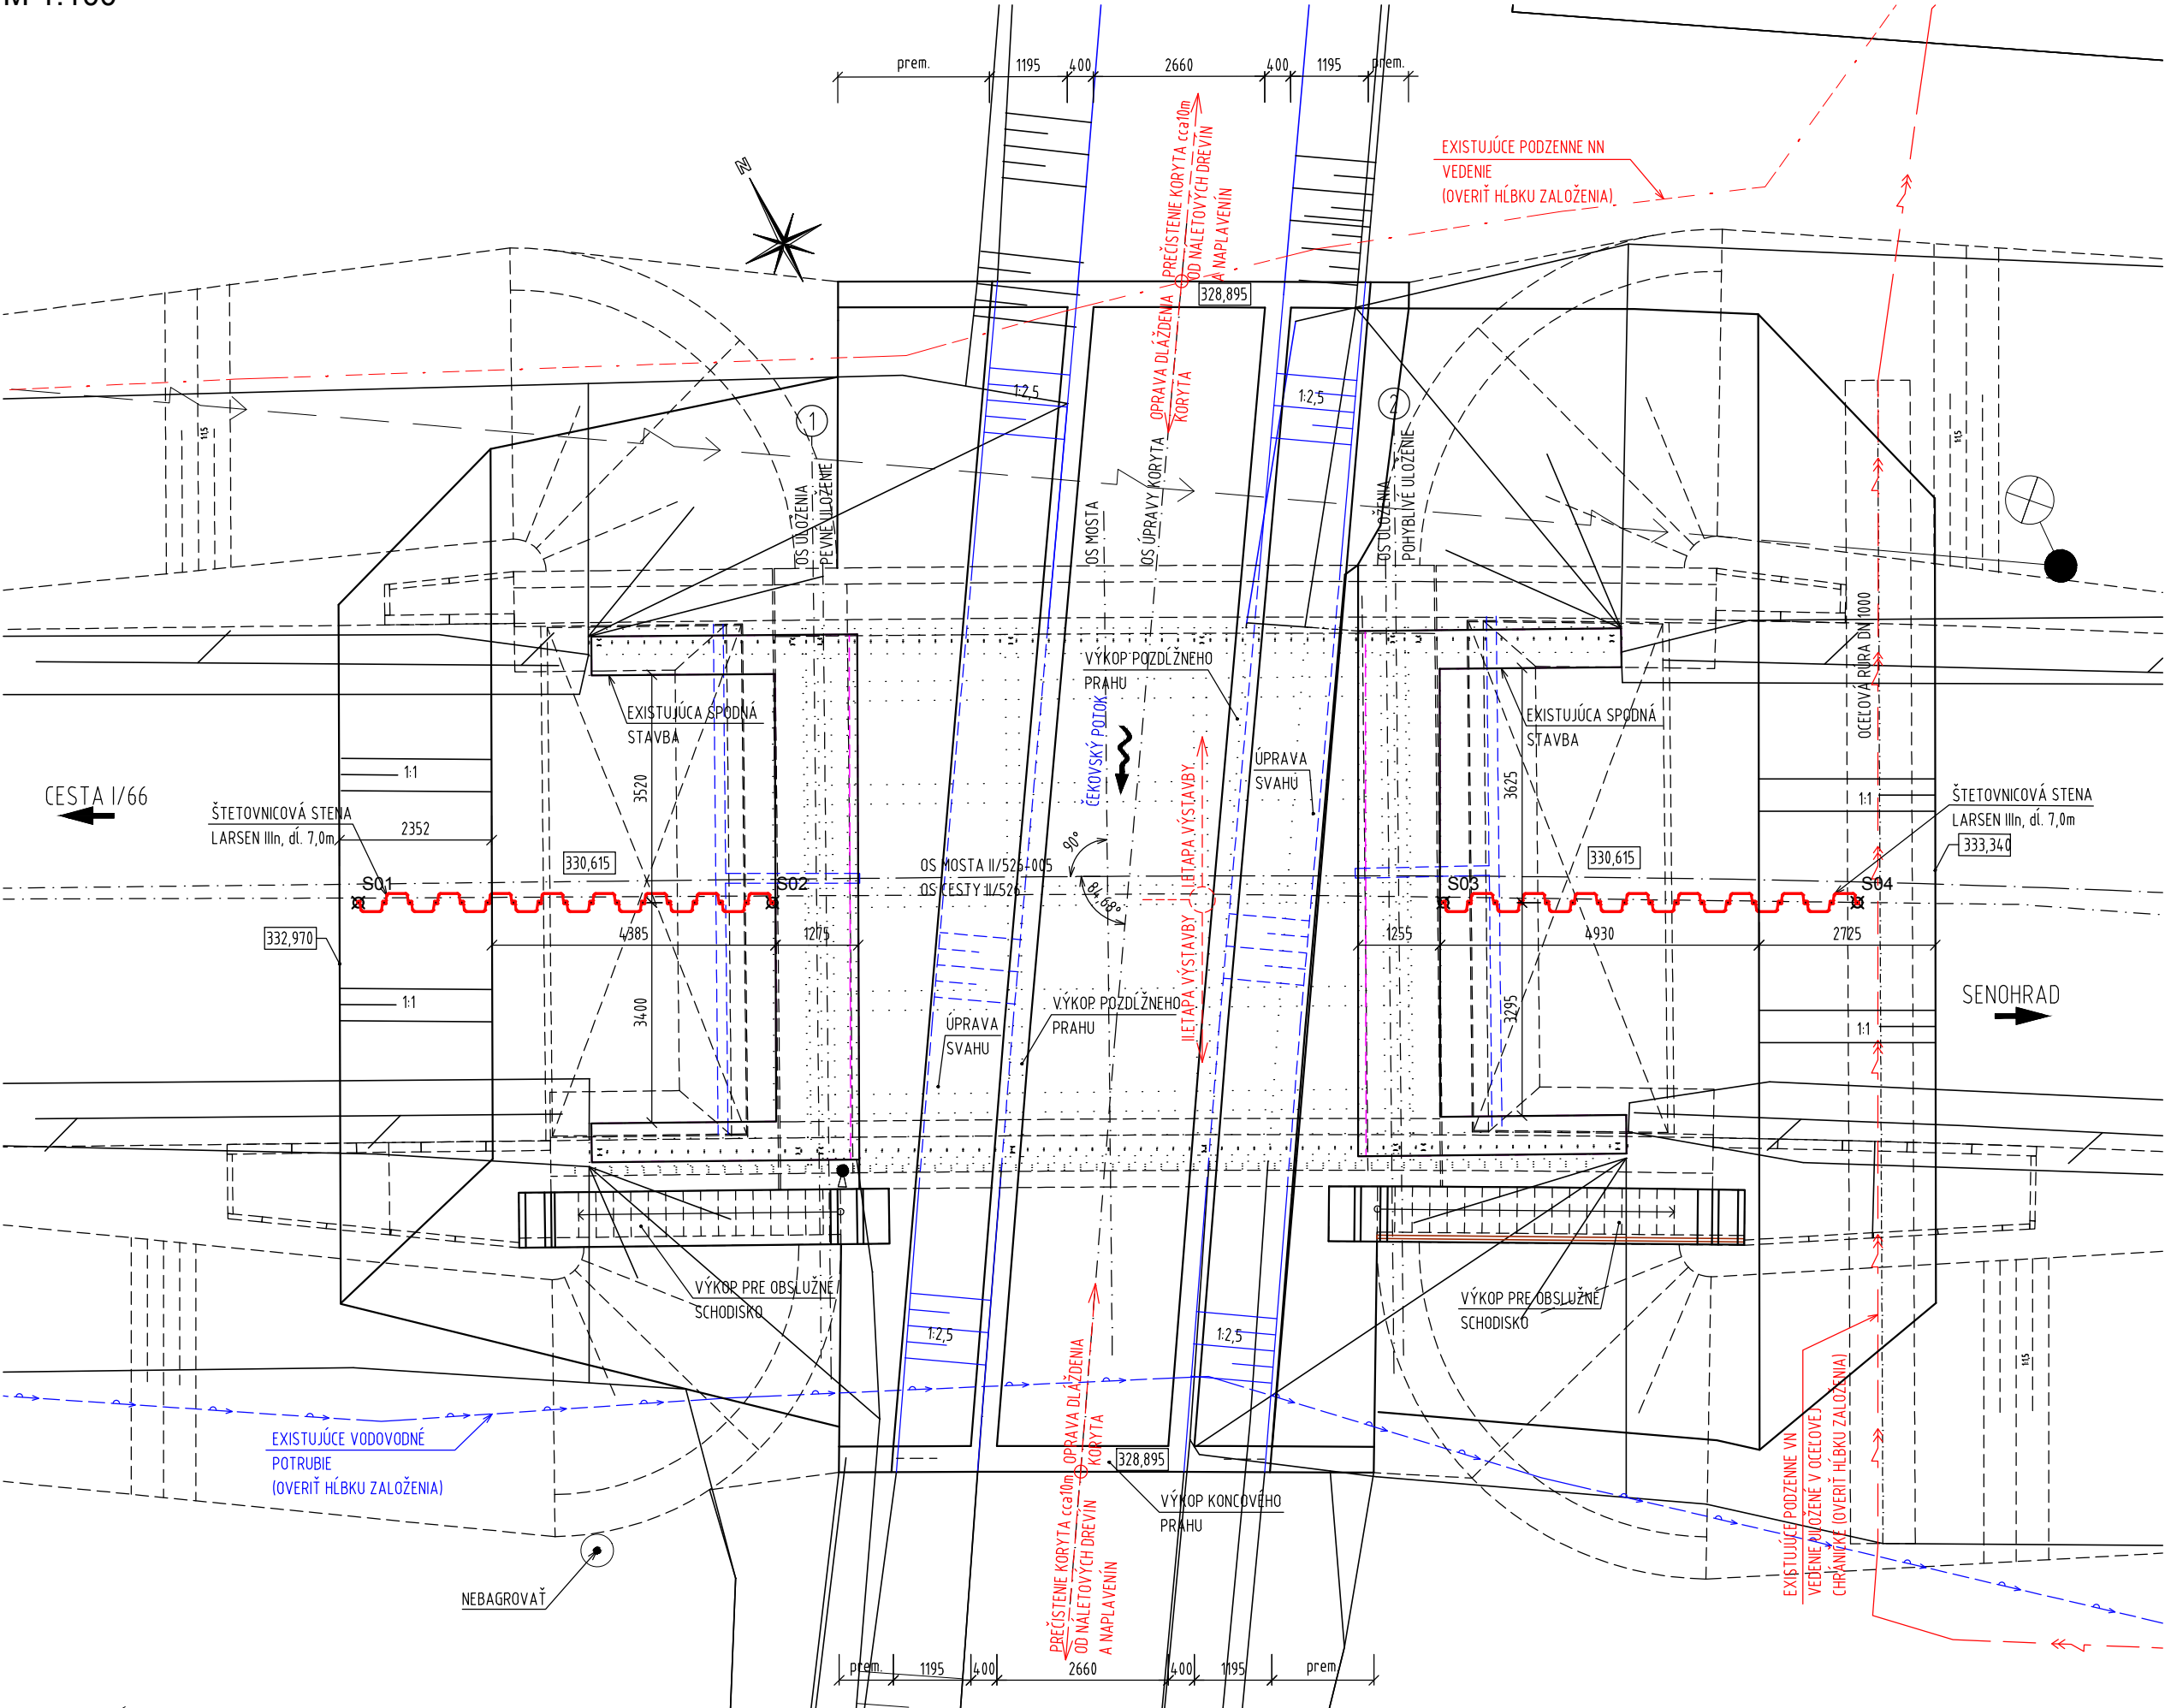 prem.
1195
400
2660
400
1195
prem.
N
PREČISTENIE KORYTA cca10m
OD NÁLETOVÝCH DREVÍN
A NAPLAVENÍN
EXISTUJÚCE PODZENNE NN
VEDENIE
(OVERIŤ HĹBKU ZALOŽENIA)
328,895
OPRAVA DLÁŽDENIA
KORYTA
1:2,5
1:2,5
1
2
1:1,5
1:1,5
OS ULOŽENIA
PEVNÉ ULOŽENIE
OS MOSTA
OS ÚPRAVY KORYTA
OS ULOŽENIA
POHYBLIVÉ ULOŽENIE
OCEĽOVÁ RÚRA DN 1000
VÝKOP POZDĹŽNEHO
PRAHU
EXISTUJÚCA SPODNÁ
STAVBA
EXISTUJÚCA SPODNÁ
STAVBA
ČEKOVSKÝ POTOK
ÚPRAVA
SVAHU
3520
3625
1:1
1:1
CESTA I/66
ŠTETOVNICOVÁ STENA
LARSEN IIIn, dĺ. 7,0m
2352
ŠTETOVNICOVÁ STENA
LARSEN IIIn, dĺ. 7,0m
333,340
330,615
330,615
90°
84,68°
OS MOSTA II/526-005
OS CESTY II/526
I.ETAPA VÝSTAVBY
II.ETAPA VÝSTAVBY
S01
S02
S03
S04
332,970
4385
1275
1255
4930
2725
3400
3295
1:1
1:1
SENOHRAD
VÝKOP POZDĹŽNEHO
PRAHU
ÚPRAVA
SVAHU
VÝKOP PRE OBSLUŽNÉ
SCHODISKO
VÝKOP PRE OBSLUŽNÉ
SCHODISKO
1:2,5
1:2,5
1:1,5
OPRAVA DLÁŽDENIA
KORYTA
EXISTUJÚCE VODOVODNÉ
POTRUBIE
(OVERIŤ HĹBKU ZALOŽENIA)
328,895
VÝKOP KONCOVÉHO
PRAHU
PREČISTENIE KORYTA cca10m
OD NÁLETOVÝCH DREVÍN
A NAPLAVENÍN
EXISTUJÚCE PODZENNE VN
VEDENIE ULOŽENÉ V OCEĽOVEJ
CHRÁNIČKE (OVERIŤ HĹBKU ZALOŽENIA)
NEBAGROVAŤ
prem.
1195
400
2660
400
1195
prem.